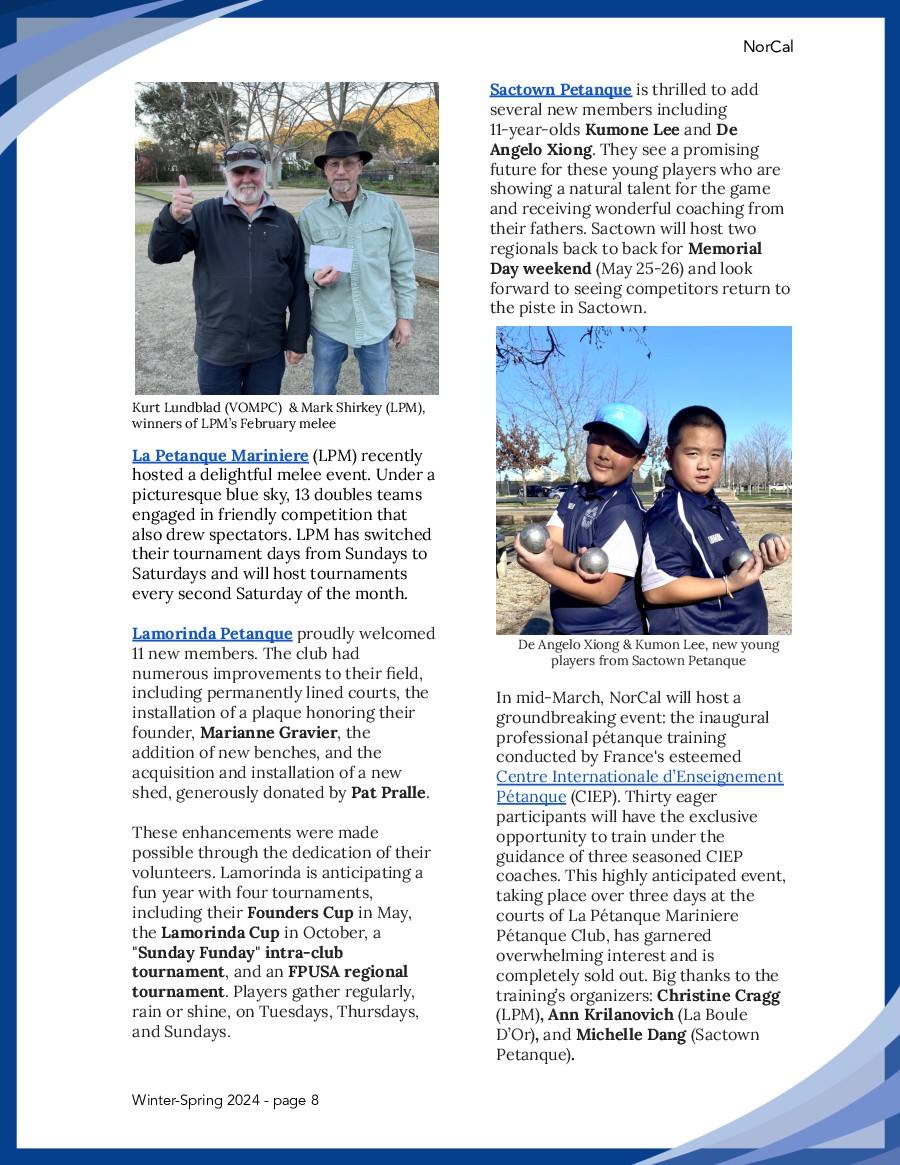 NorCal
Kurt Lundblad (VOMPC)  & Mark Shirkey (LPM),
winners of LPM's February melee
La Petanque Mariniere (LPM) recently
hosted a delightful melee event. Under a
picturesque blue sky, 13 doubles teams
engaged in friendly competition that
also drew spectators. LPM has switched
their tournament days from Sundays to
Saturdays and will host tournaments
every second Saturday of the month.
Lamorinda Petanque proudly welcomed
11 new members. The club had
numerous improvements to their field,
including permanently lined courts, the
installation of a plaque honoring their
founder, Marianne Gravier, the
addition of new benches, and the
acquisition and installation of a new
shed, generously donated by Pat Pralle.
These enhancements were made
possible through the dedication of their
volunteers. Lamorinda is anticipating a
fun year with four tournaments,
including their Founders Cup in May,
the Lamorinda Cup in October, a
"Sunday Funday" intra-club
tournament, and an FPUSA regional
tournament. Players gather regularly,
rain or shine, on Tuesdays, Thursdays,
and Sundays.
Sactown Petanque is thrilled to add
several new members including
11-year-olds Kumone Lee and De
Angelo Xiong. They see a promising
future for these young players who are
showing a natural talent for the game
and receiving wonderful coaching from
their fathers. Sactown will host two
regionals back to back for Memorial
Day weekend (May 25-26) and look
forward to seeing competitors return to
the piste in Sactown.
De Angelo Xiong & Kumon Lee, new young
players from Sactown Petanque
In mid-March, NorCal will host a
groundbreaking event: the inaugural
professional pétanque training
conducted by France's esteemed
Centre Internationale d'Enseignement
Pétanque (CIEP). Thirty eager
participants will have the exclusive
opportunity to train under the
guidance of three seasoned CIEP
coaches. This highly anticipated event,
taking place over three days at the
courts of La Pétanque Mariniere
Pétanque Club, has garnered
overwhelming interest and is
completely sold out. Big thanks to the
training's organizers: Christine Cragg
(LPM), Ann Krilanovich (La Boule
D'Or), and Michelle Dang (Sactown
Petanque).
Winter-Spring 2024 - page 8